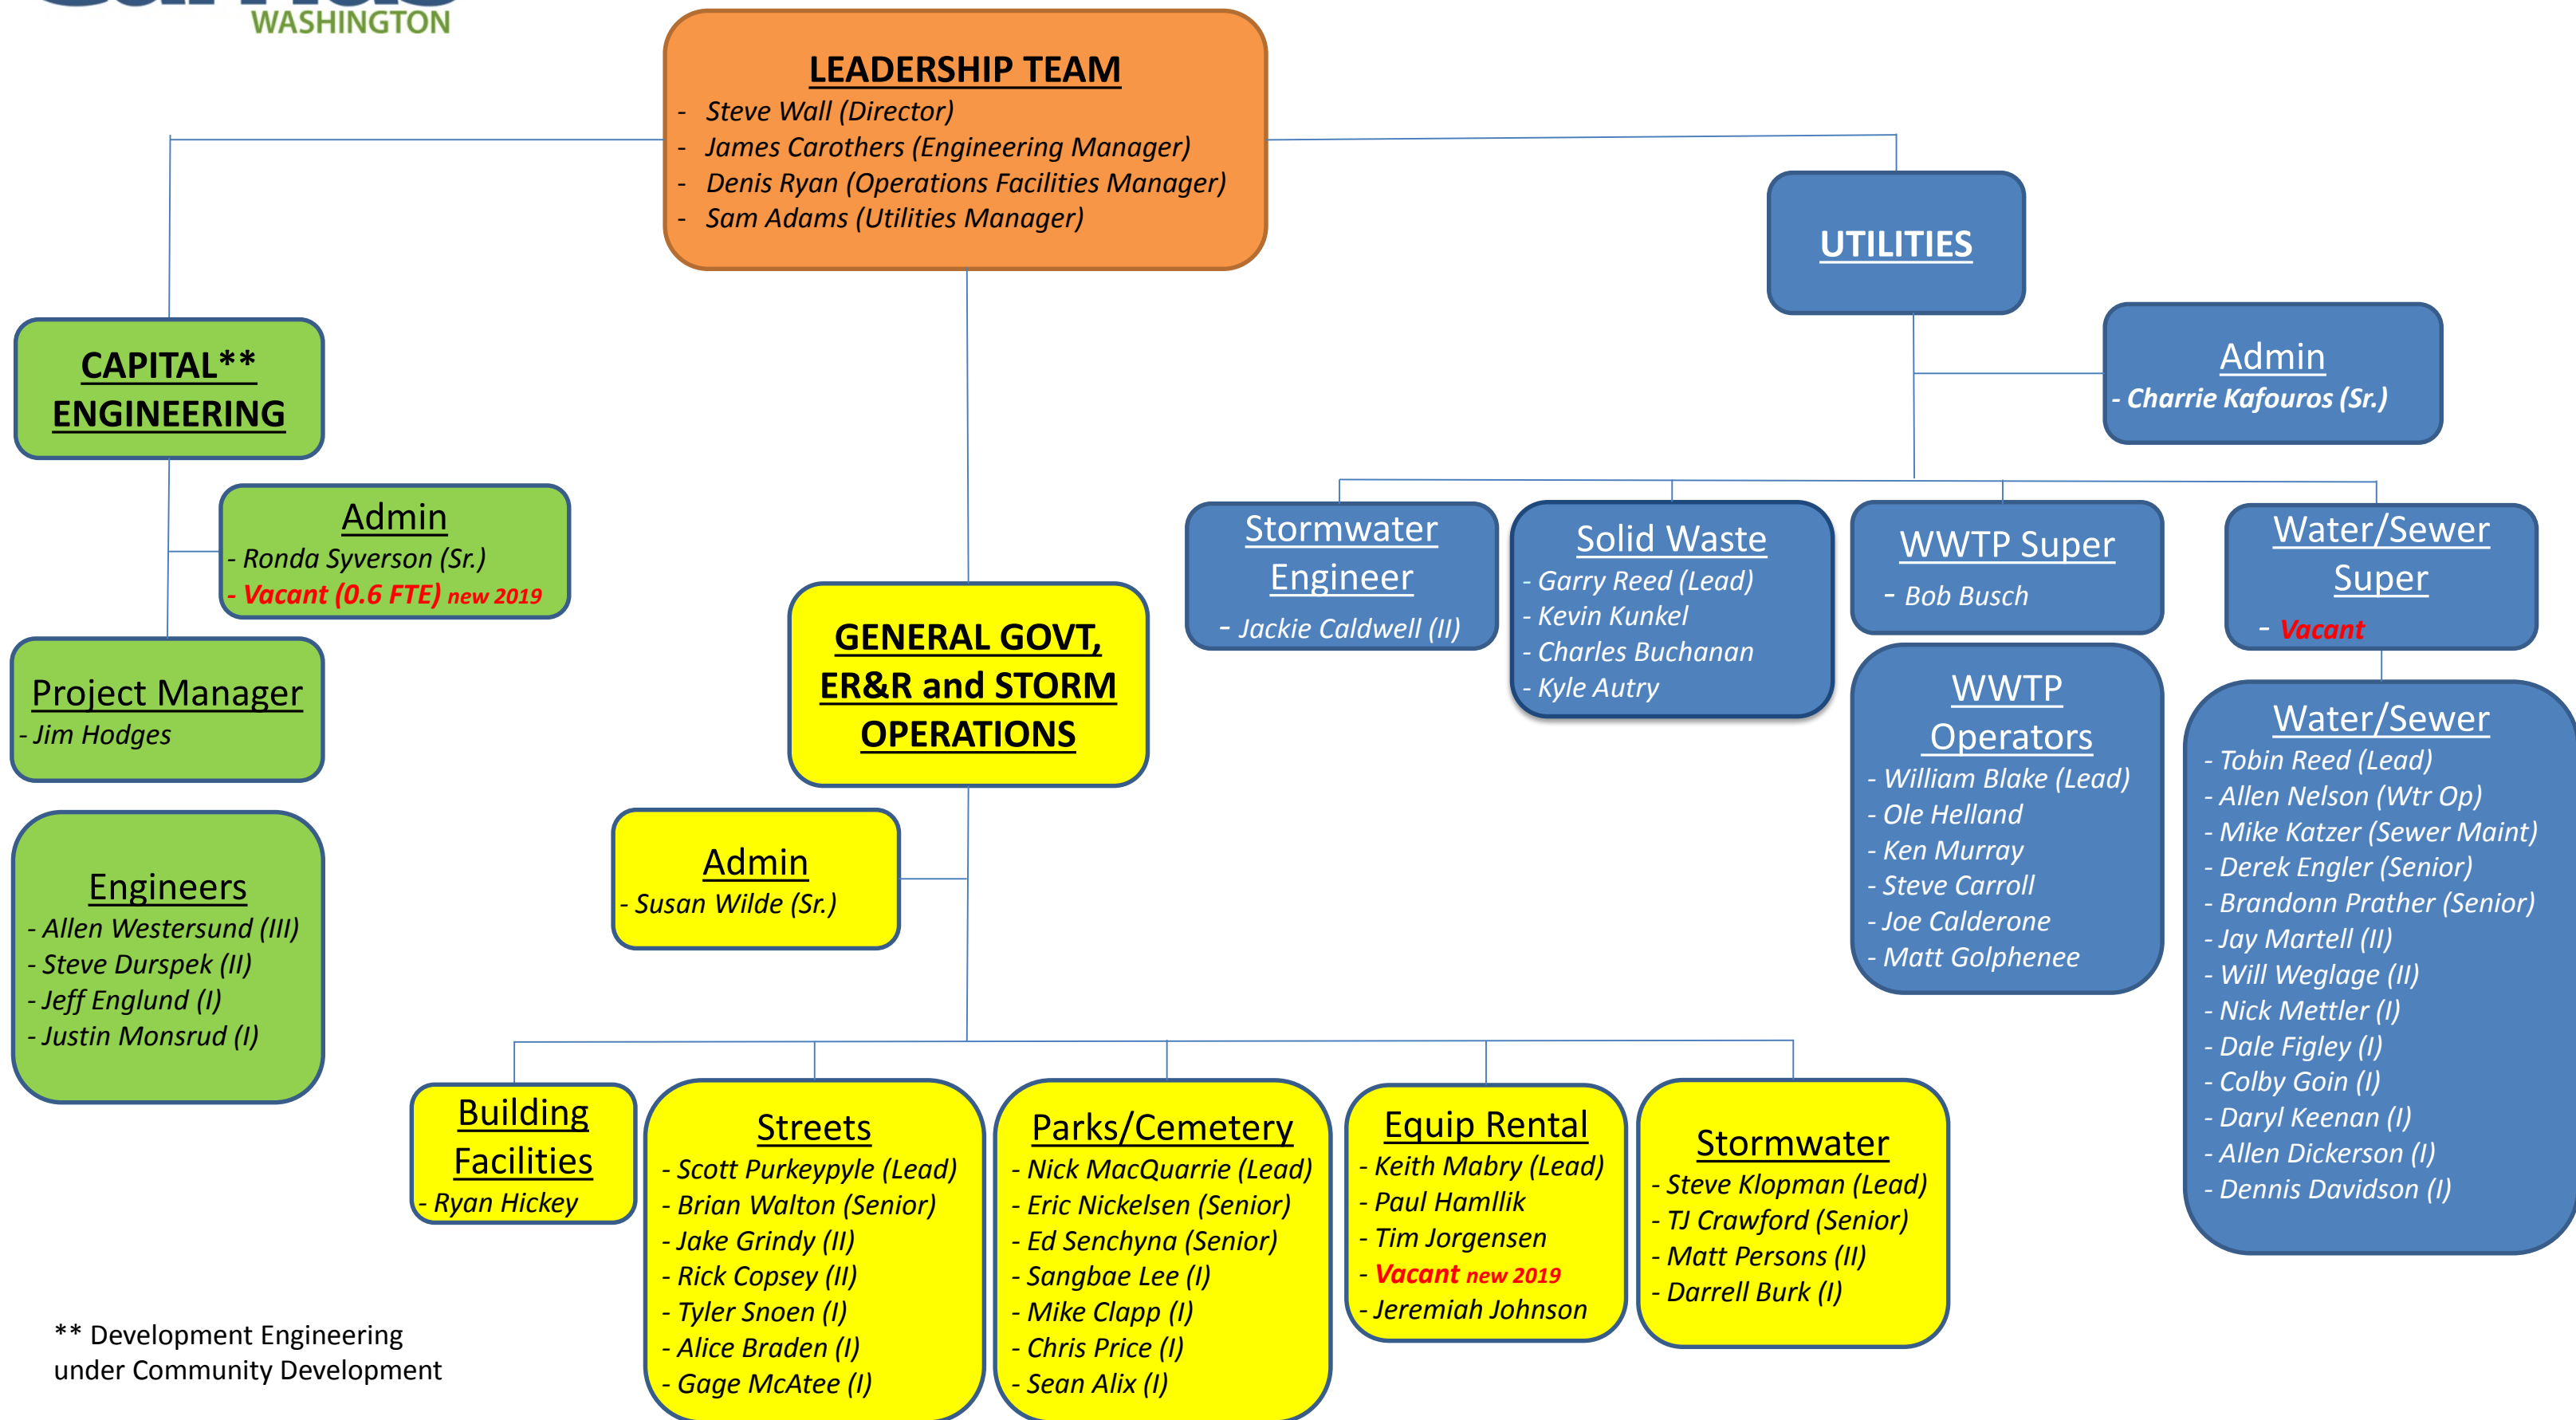 WASHINGTON
LEADERSHIP TEAM
- Steve Wall (Director)
- James Carothers (Engineering Manager)
- Denis Ryan (Operations Facilities Manager)
- Sam Adams (Utilities Manager)
UTILITIES
Admin
- Charrie Kafouros (Sr.)
CAPITAL**
ENGINEERING
Admin
- Ronda Syverson (Sr.)
- Vacant (0.6 FTE) new 2019
Project Manager
- Jim Hodges
Engineers
- Allen Westersund (III)
- Steve Durspek (II)
- Jeff Englund (I)
- Justin Monsrud (I)
GENERAL GOVT,
ER&R and STORM
OPERATIONS
Admin
- Susan Wilde (Sr.)
Stormwater
Engineer
- Jackie Caldwell (II)
Solid Waste
- Garry Reed (Lead)
- Kevin Kunkel
- Charles Buchanan
- Kyle Autry
WWTP Super
- Bob Busch
WWTP
Operators
- William Blake (Lead)
- Ole Helland
- Ken Murray
- Steve Carroll
- Joe Calderone
- Matt Golphenee
Water/Sewer
Super
- Vacant
Water/Sewer
- Tobin Reed (Lead)
- Allen Nelson (Wtr Op)
- Mike Katzer (Sewer Maint)
- Derek Engler (Senior)
- Brandonn Prather (Senior)
- Jay Martell (II)
- Will Weglage (II)
- Nick Mettler (I)
- Dale Figley (I)
- Colby Goin (I)
- Daryl Keenan (I)
- Allen Dickerson (I)
- Dennis Davidson (I)
Building
Facilities
- Ryan Hickey
Streets
- Scott Purkeypyle (Lead)
- Brian Walton (Senior)
- Jake Grindy (II)
- Rick Copsey (II)
- Tyler Snoen (I)
- Alice Braden (I)
- Gage McAtee (I)
Parks/Cemetery
- Nick MacQuarrie (Lead)
- Eric Nickelsen (Senior)
- Ed Senchyna (Senior)
- Sangbae Lee (I)
- Mike Clapp (I)
- Chris Price (I)
- Sean Alix (I)
Equip Rental
- Keith Mabry (Lead)
- Paul Hamllik
- Tim Jorgensen
- Vacant new 2019
- Jeremiah Johnson
Stormwater
- Steve Klopman (Lead)
- TJ Crawford (Senior)
- Matt Persons (II)
- Darrell Burk (I)
** Development Engineering
under Community Development